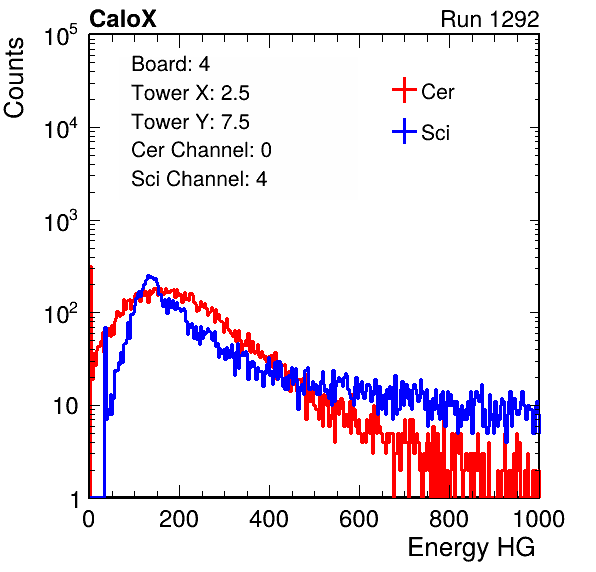 CaloX Run 1292
Counts
Board: 4
Tower X: 2.5
Tower Y: 7.5
Cer Channel: 0
Sci Channel: 4
Cer
Sci
10^5
10^4
10^3
10^2
10
1
0 200 400 600 800 1000
Energy HG